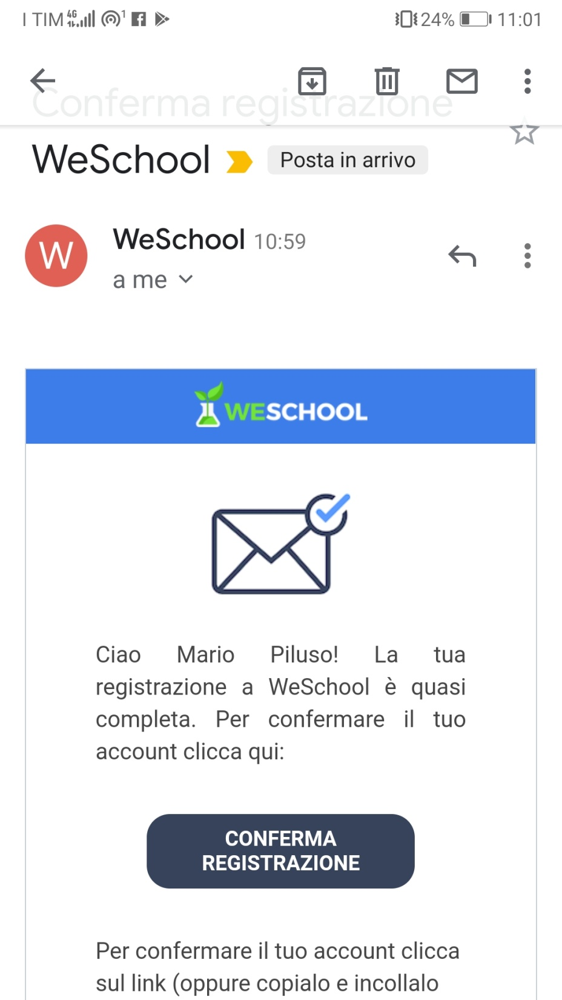 I TIM 4G 1 24% 11:01
Conferma registrazione
WeSchool Posta in arrivo
W
WeSchool 10:59
a me
WESCHOOL
Ciao Mario Piluso! La tua
registrazione a WeSchool è quasi
completa. Per confermare il tuo
account clicca qui:
CONFERMA
REGISTRAZIONE
Per confermare il tuo account clicca
sul link (oppure copialo e incollalo